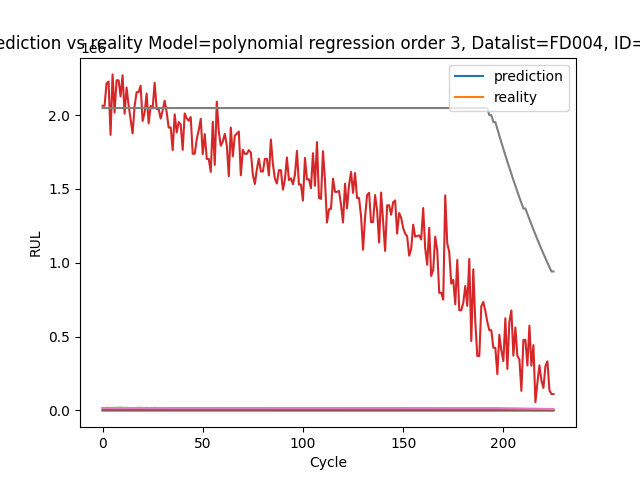 ediction vs reality Model=polynomial regression order 3, Datalist=FD004, ID=
1e6
prediction
reality
2.0
1.5
1.0
0.5
0.0
RUL
0
50
100
150
200
Cycle